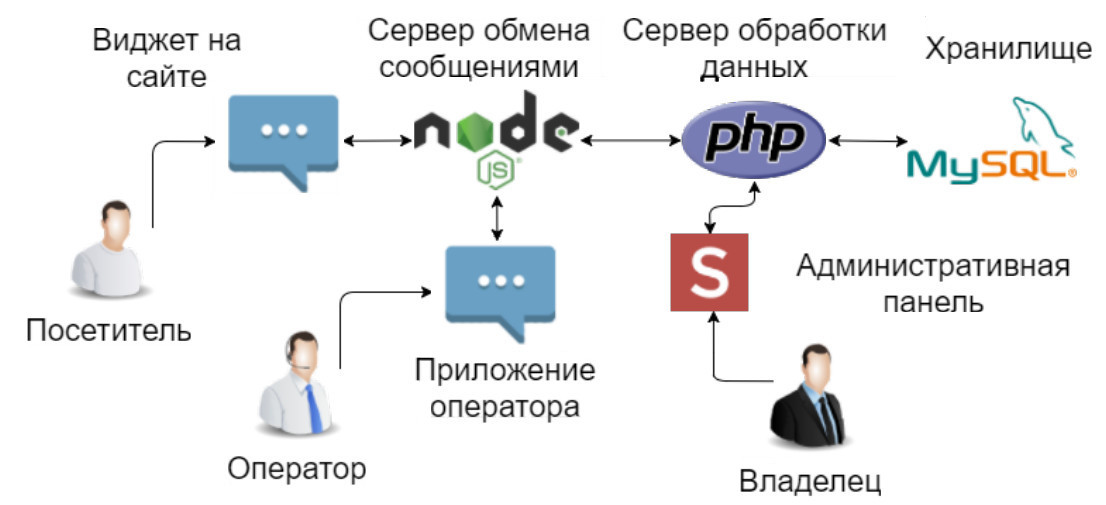 Виджет на
сайте
Сервер обмена
сообщениями
Сервер обработки
данных
Хранилище
node
JS
®
php
MySQL®
Посетитель
S
Административная
панель
Приложение
оператора
Оператор
Владелец